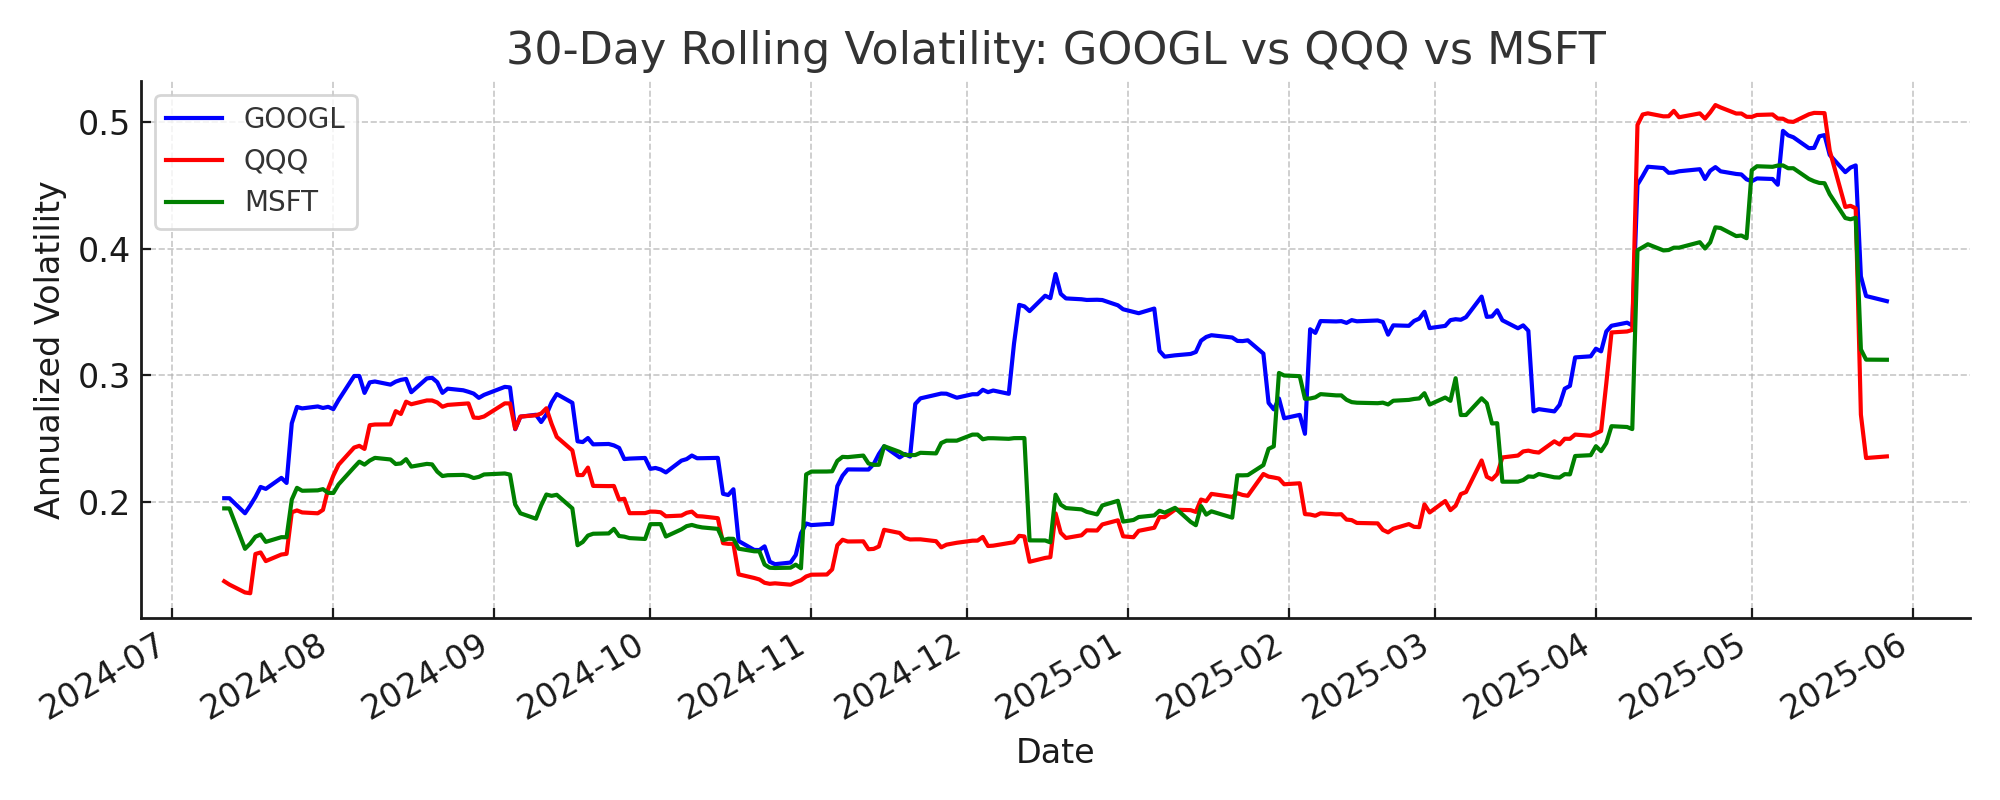 30-Day Rolling Volatility: GOOGL vs QQQ vs MSFT
GOOGL
QQQ
MSFT
Annualized Volatility
0.5
0.4
0.3
0.2
2024-07
2024-08
2024-09
2024-10
2024-11
2024-12
2025-01
2025-02
2025-03
2025-04
2025-05
2025-06
Date